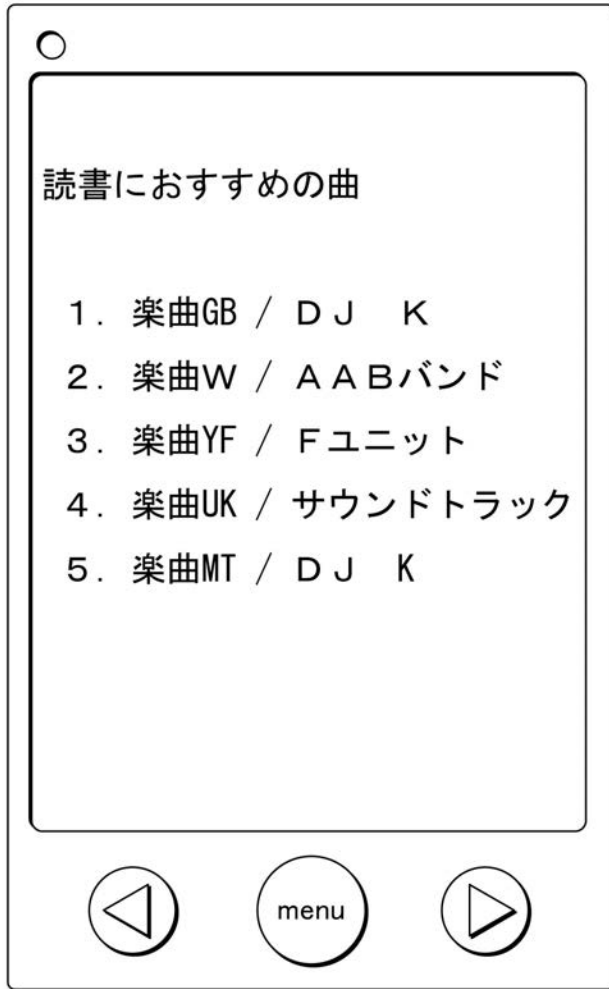 読書におすすめの曲
１．楽曲GB / ＤＪ　Ｋ
２．楽曲Ｗ / ＡＡＢバンド
３．楽曲YF / Ｆユニット
４．楽曲UK / サウンドトラック
５．楽曲MT / ＤＪ　K
menu